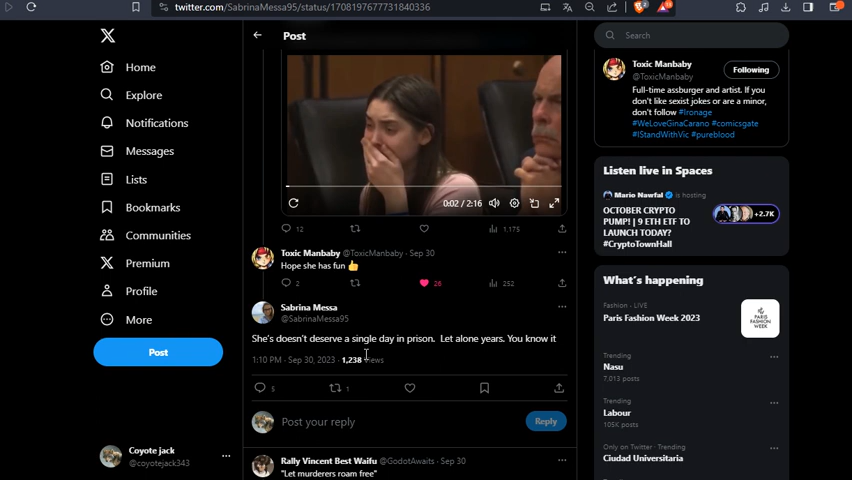 twitter.com/SabrinaMessa95/status/1708197677731840336
Home
Explore
Notifications
Messages
Lists
Bookmarks
Communities
Premium
Profile
More
Post
Coyote jack
@coyotejack343
Post
0:02 / 2:16
12
1,175
Toxic Manbaby @ToxicManbaby · Sep 30
Hope she has fun 👍
2
26
252
Sabrina Messa
@SabrinaMessa95
She's doesn't deserve a single day in prison. Let alone years. You know it
1:10 PM · Sep 30, 2023 · 1,238 Views
5
1
Post your reply
Reply
Rally Vincent Best Waifu @GodotAwaits · Sep 30
"Let murderers roam free"
Search
Toxic Manbaby
@ToxicManbaby
Following
Full-time assburger and artist. If you
don't like sexist jokes or are a minor,
don't follow #Ironage
#WeLoveGinaCarano #comicsgate
#IStandWithVic #pureblood
Listen live in Spaces
Mario Nawfal is hosting
OCTOBER CRYPTO
PUMP! | 9 ETH ETF TO
LAUNCH TODAY?
#CryptoTownHall
+2.7K
What's happening
Fashion · LIVE
Paris Fashion Week 2023
PARIS
FASHION
WEEK
Trending
Nasu
7,013 posts
Trending
Labour
105K posts
Only on Twitter · Trending
Ciudad Universitaria